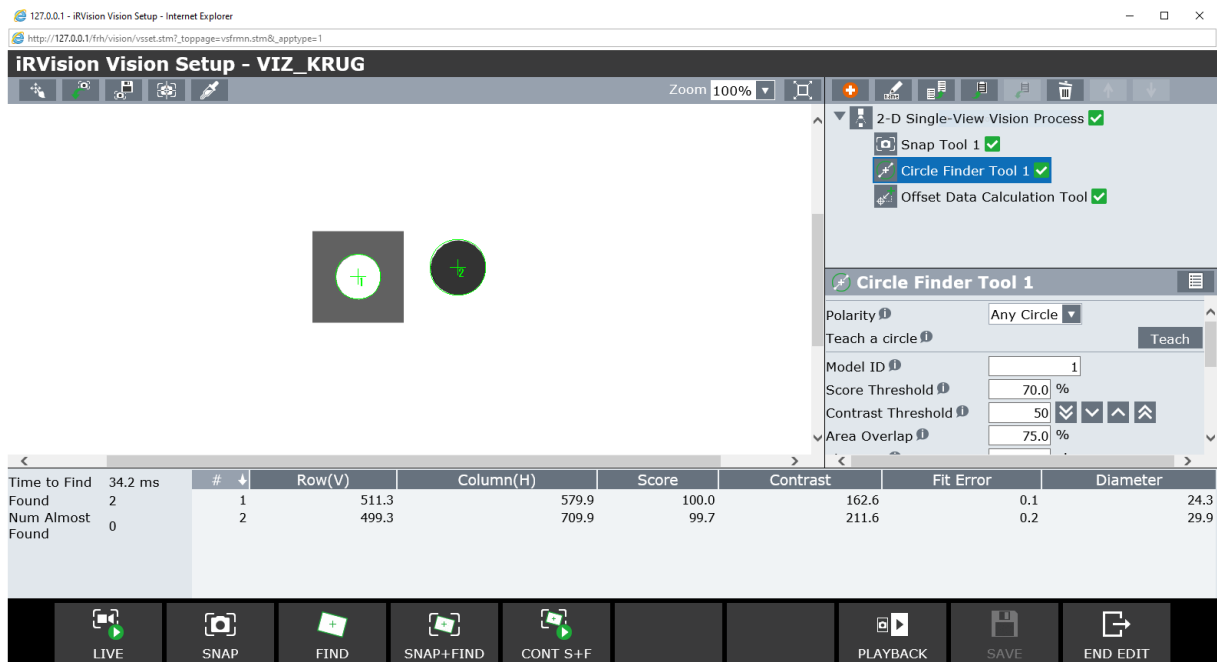 127.0.0.1 - iRVision Vision Setup - Internet Explorer
http://127.0.0.1/frh/vision/vsset.stm?_toppage=vsfrmn.stm&_apptype=1
iRVision Vision Setup - VIZ_KRUG
Zoom 100%
1
2
2-D Single-View Vision Process
Snap Tool 1
Circle Finder Tool 1
Offset Data Calculation Tool
Circle Finder Tool 1
Polarity Any Circle
Teach a circle Teach
Model ID 1
Score Threshold 70.0 %
Contrast Threshold 50
Area Overlap 75.0 %
Time to Find 34.2 ms
Found 2
Num Almost Found 0
# Row(V) Column(H) Score Contrast Fit Error Diameter
1 511.3 579.9 100.0 162.6 0.1 24.3
2 499.3 709.9 99.7 211.6 0.2 29.9
LIVE SNAP FIND SNAP+FIND CONT S+F PLAYBACK SAVE END EDIT